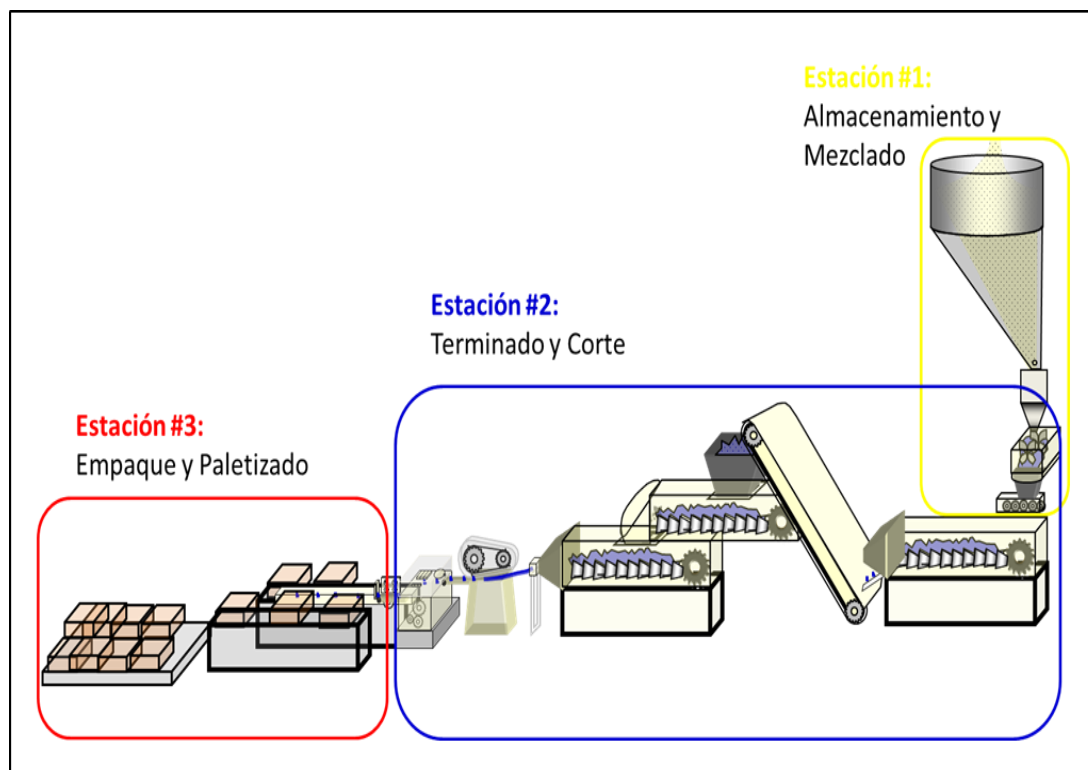 Estación #1:
Almacenamiento y
Mezclado
Estación #2:
Terminado y Corte
Estación #3:
Empaque y Paletizado